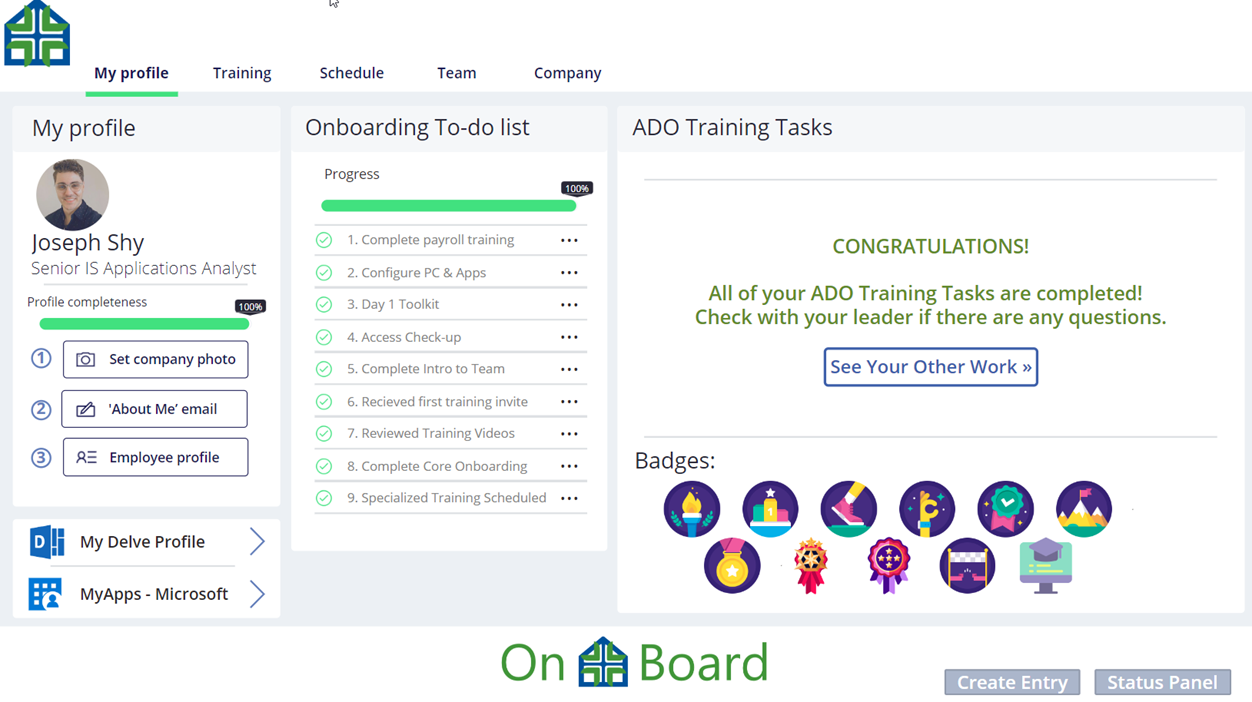 My profile
Training
Schedule
Team
Company
My profile
Joseph Shy
Senior IS Applications Analyst
Profile completeness
100%
1
Set company photo
2
'About Me’ email
3
Employee profile
D
My Delve Profile
MyApps - Microsoft
Onboarding To-do list
Progress
100%
1. Complete payroll training
2. Configure PC & Apps
3. Day 1 Toolkit
4. Access Check-up
5. Complete Intro to Team
6. Recieved first training invite
7. Reviewed Training Videos
8. Complete Core Onboarding
9. Specialized Training Scheduled
ADO Training Tasks
CONGRATULATIONS!
All of your ADO Training Tasks are completed!
Check with your leader if there are any questions.
See Your Other Work »
Badges:
1
On Board
Create Entry
Status Panel